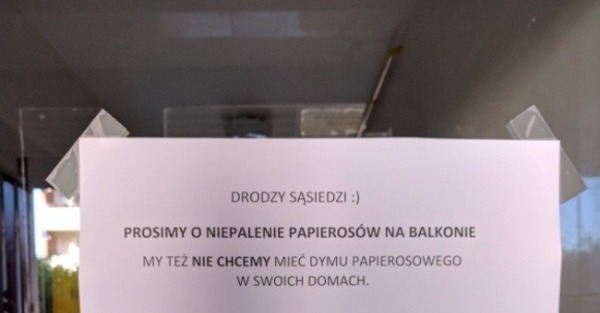 DRODZY SĄSIEDZI :)
PROSIMY O NIEPALENIE PAPIEROSÓW NA BALKONIE
MY TEŻ NIE CHCEMY MIEĆ DYMU PAPIEROSOWEGO
W SWOICH DOMACH.